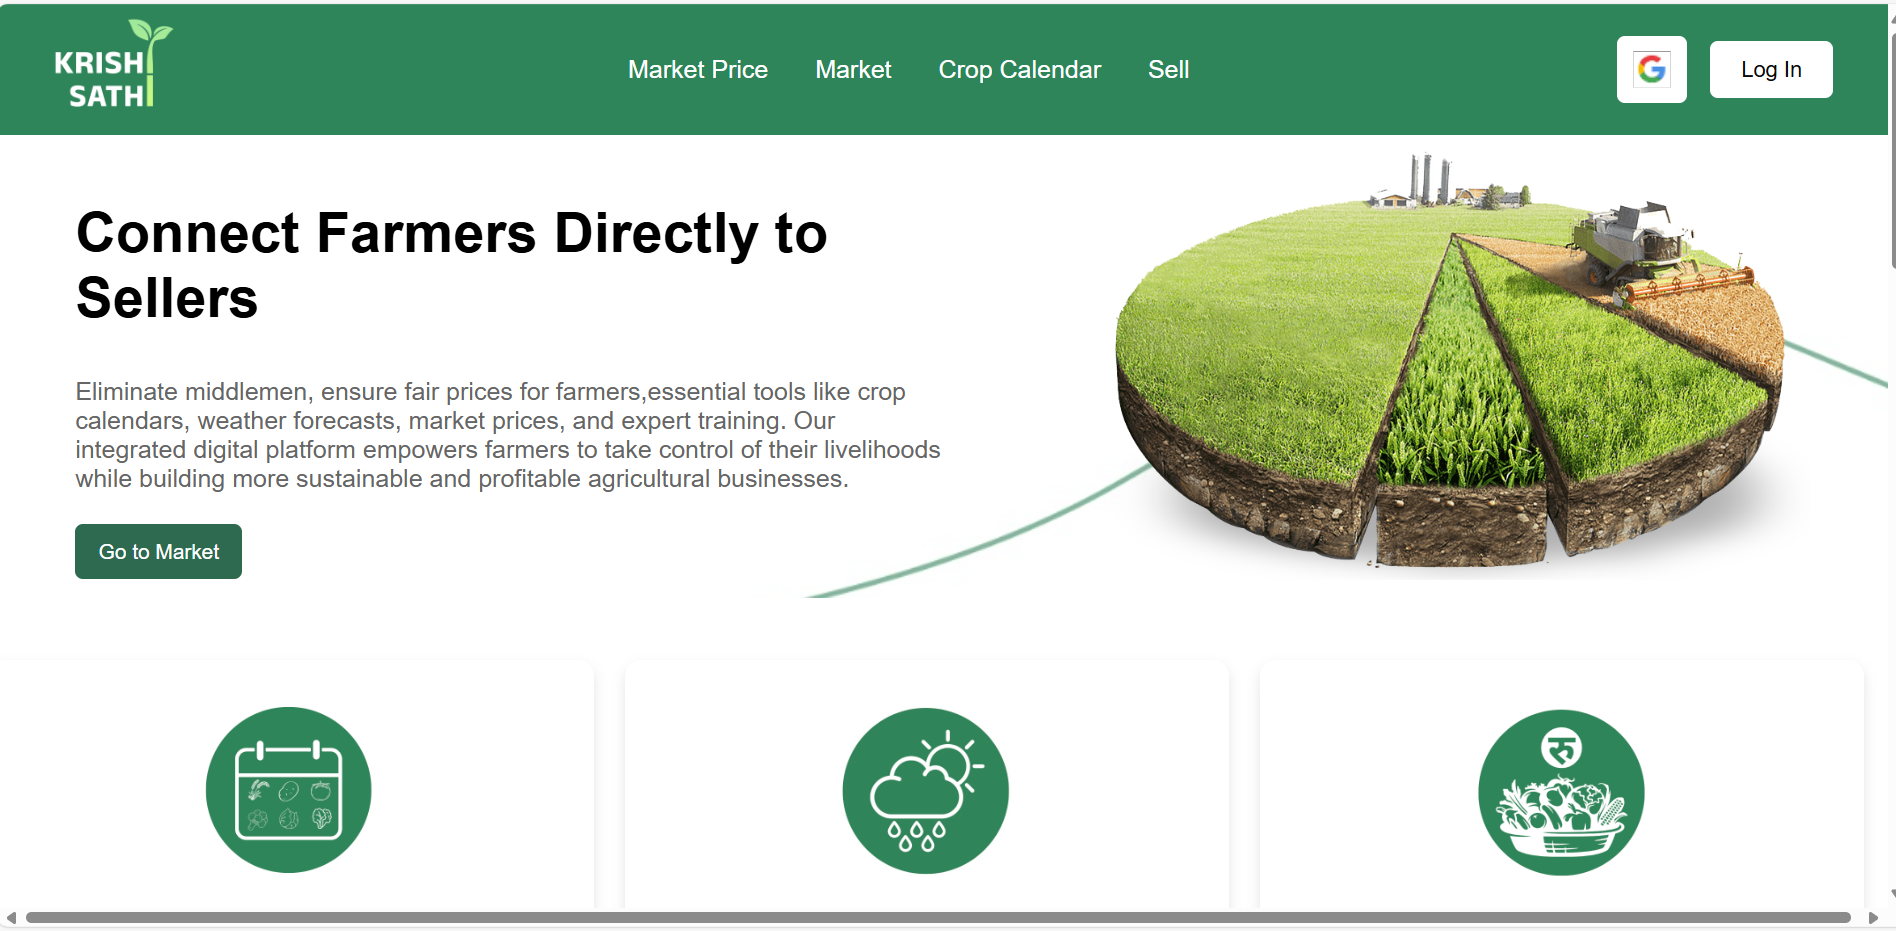 KRISHI
SATHI
Market Price
Market
Crop Calendar
Sell
G
Log In
Connect Farmers Directly to
Sellers
Eliminate middlemen, ensure fair prices for farmers,essential tools like crop
calendars, weather forecasts, market prices, and expert training. Our
integrated digital platform empowers farmers to take control of their livelihoods
while building more sustainable and profitable agricultural businesses.
Go to Market
रु